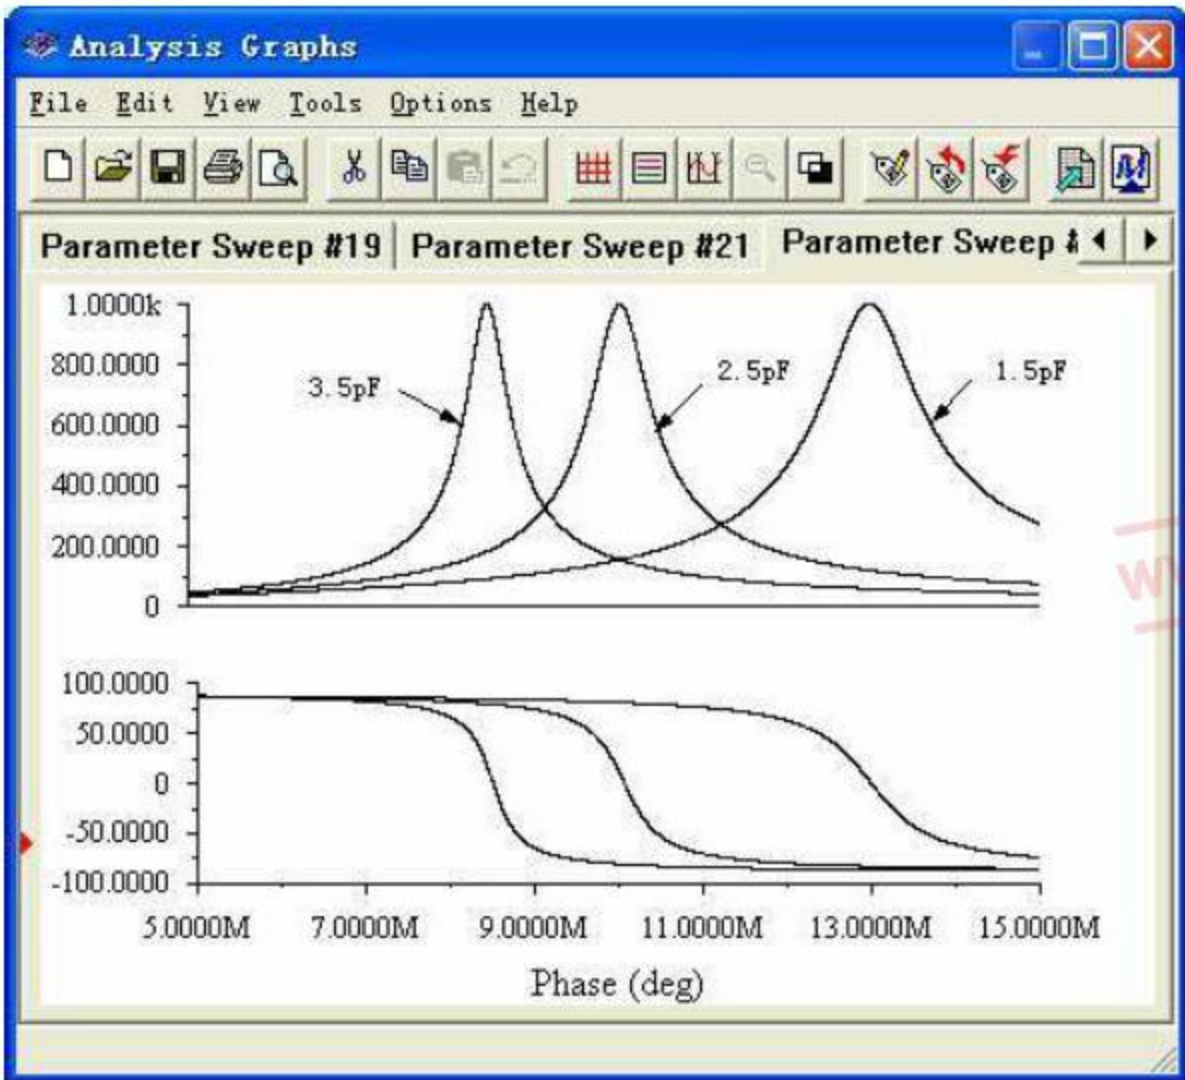 Analysis Graphs
File Edit View Tools Options Help
Parameter Sweep #19 Parameter Sweep #21 Parameter Sweep
1.0000k
800.0000
600.0000
400.0000
200.0000
0
3.5pF
2.5pF
1.5pF
100.0000
50.0000
0
-50.0000
-100.0000
5.0000M 7.0000M 9.0000M 11.0000M 13.0000M 15.0000M
Phase (deg)